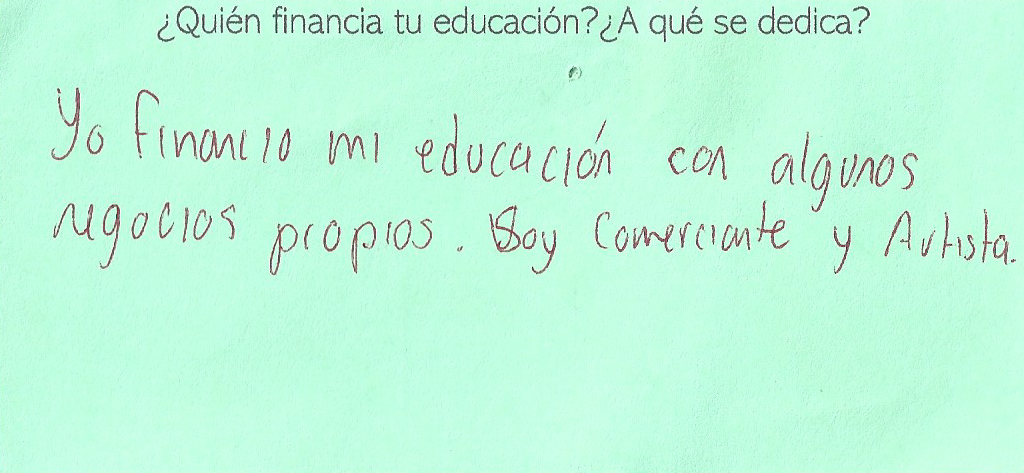 ¿Quién financia tu educación?¿A qué se dedica?
Yo financio mi educación con algunos
negocios propios. Soy Comerciante y Artista.